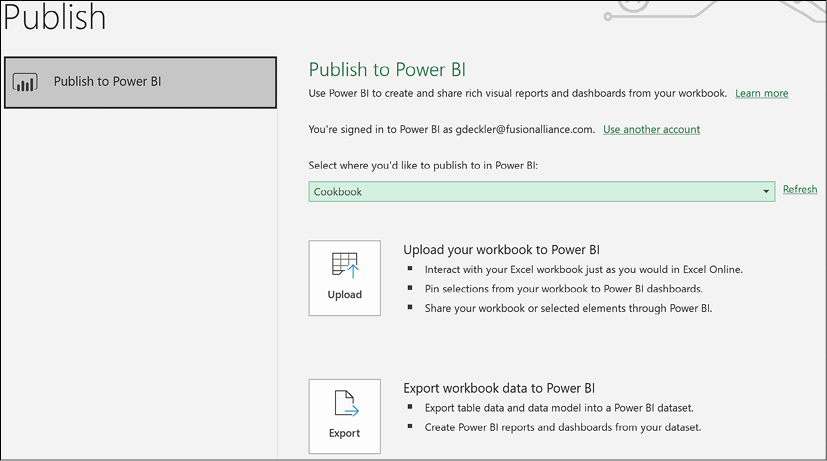 Publish
Publish to Power BI
Publish to Power BI
Use Power BI to create and share rich visual reports and dashboards from your workbook. Learn more
You're signed in to Power BI as gdeckler@fusionalliance.com. Use another account
Select where you'd like to publish to in Power BI:
Cookbook Refresh
Upload
Upload your workbook to Power BI
Interact with your Excel workbook just as you would in Excel Online.
Pin selections from your workbook to Power BI dashboards.
Share your workbook or selected elements through Power BI.
Export
Export workbook data to Power BI
Export table data and data model into a Power BI dataset.
Create Power BI reports and dashboards from your dataset.